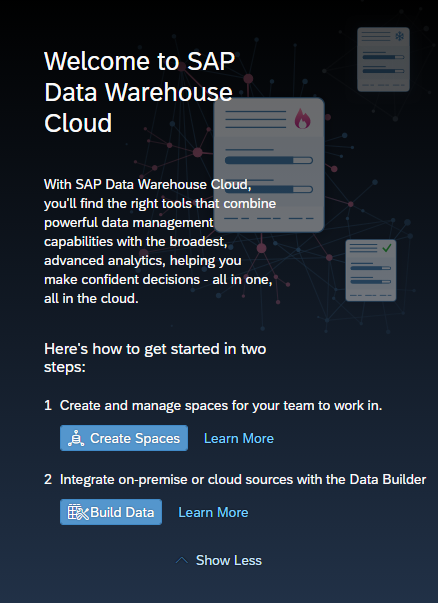 Welcome to SAP
Data Warehouse
Cloud
With SAP Data Warehouse Cloud,
you'll find the right tools that combine
powerful data management
capabilities with the broadest,
advanced analytics, helping you
make confident decisions - all in one,
all in the cloud.
Here's how to get started in two
steps:
1 Create and manage spaces for your team to work in.
Create Spaces Learn More
2 Integrate on-premise or cloud sources with the Data Builder
Build Data Learn More
Show Less